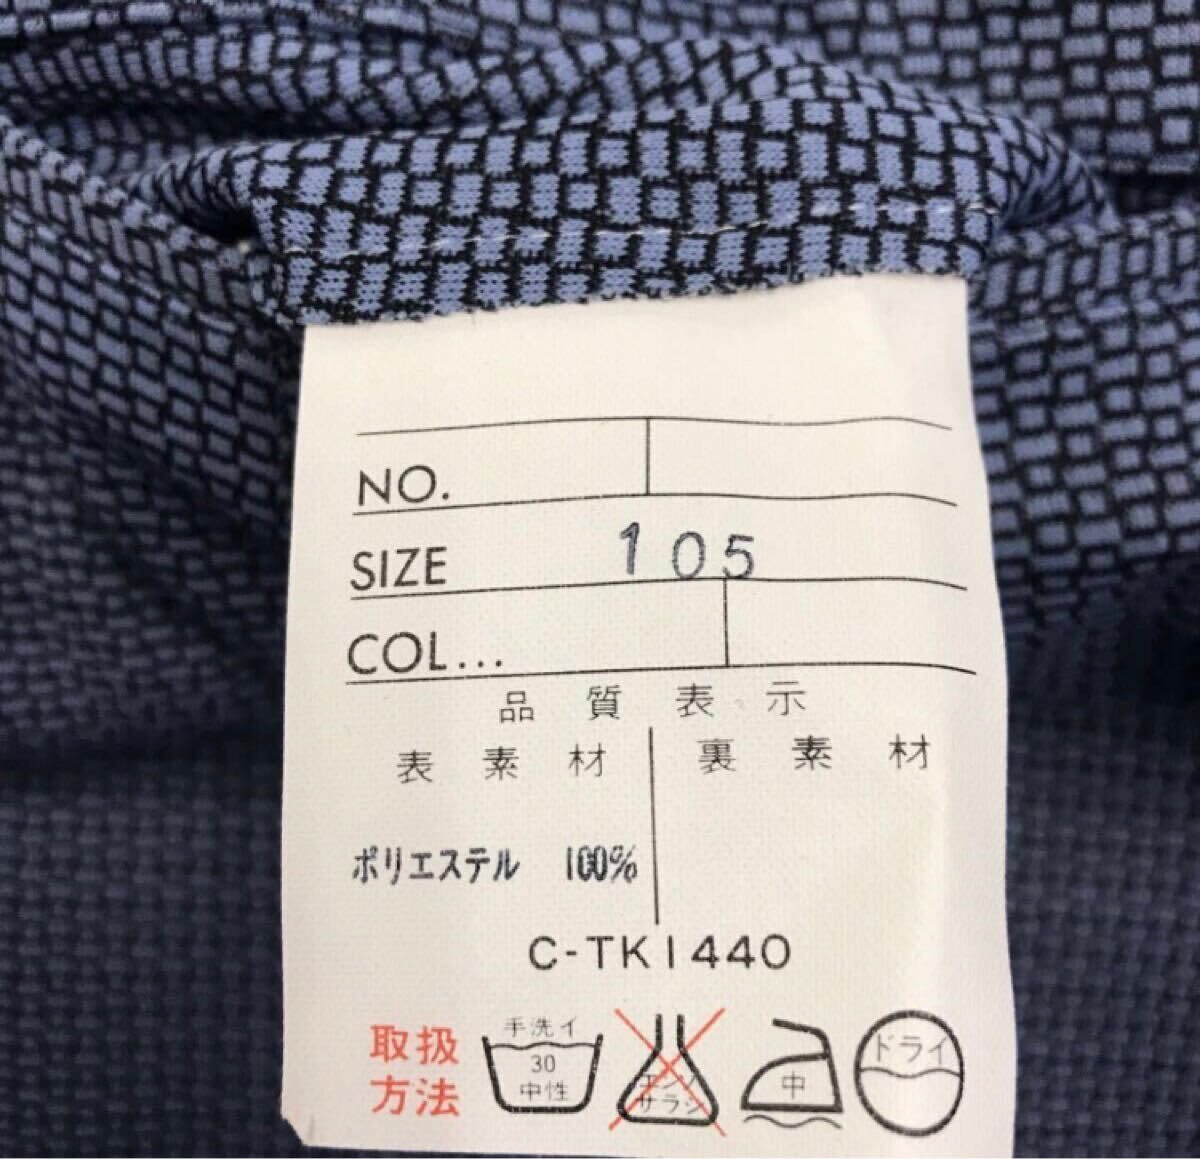 NO.
SIZE 105
COL...
品質表示
表素材 裏素材
ポリエステル 100%
C-TK1440
取扱方法
手洗イ
30
中性
エンソ
サラシ
中
ドライ